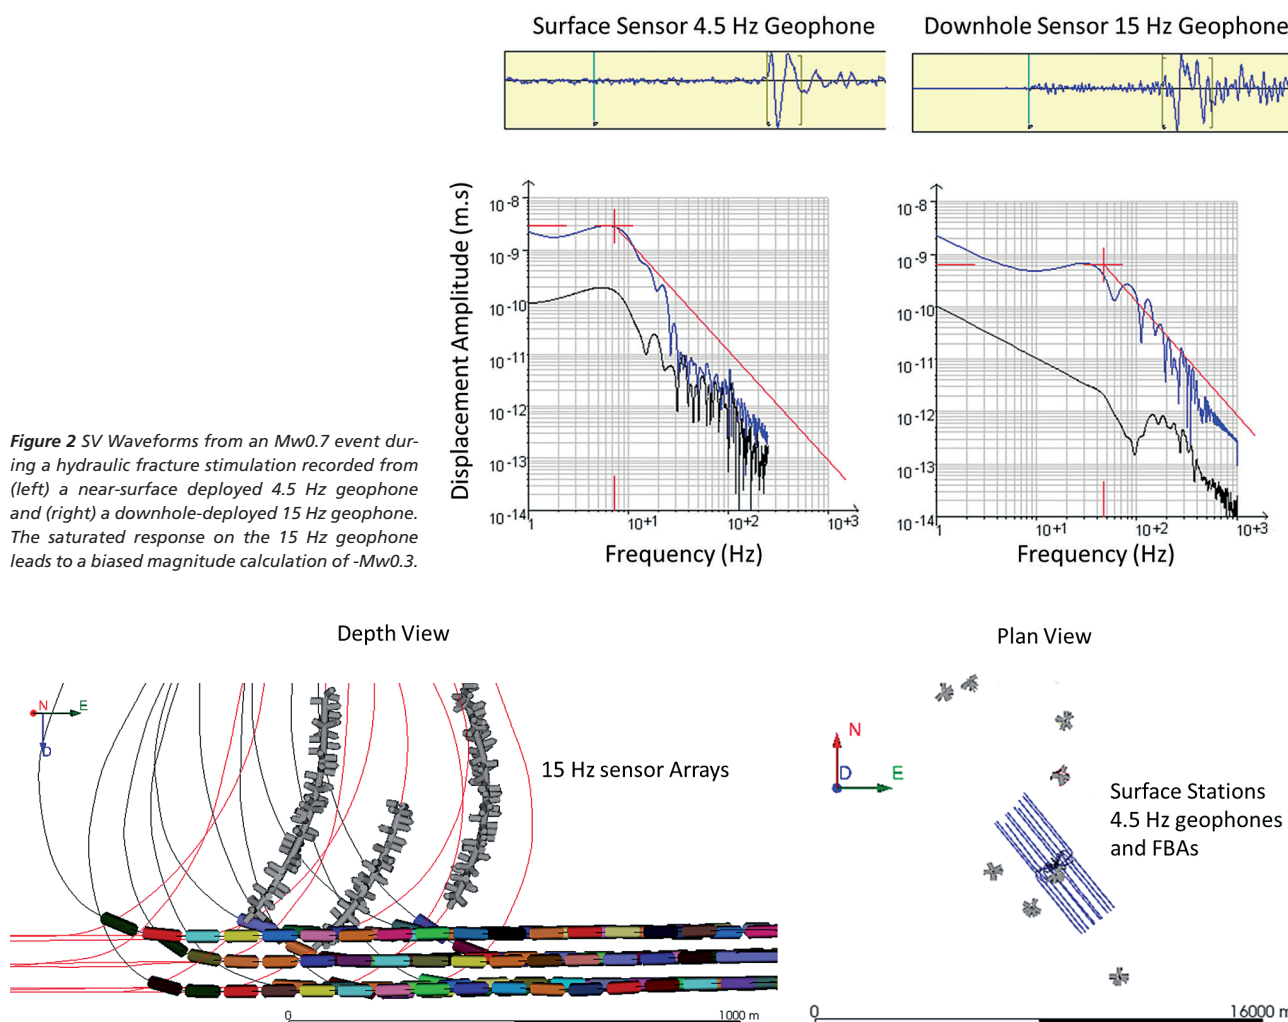 Surface Sensor 4.5 Hz Geophone
Downhole Sensor 15 Hz Geophone
Displacement Amplitude (m.s)
10-8
10-9
10-10
10-11
10-12
10-13
10-14
1
10+1
10+2
10+3
Frequency (Hz)
10-8
10-9
10-10
10-11
10-12
10-13
10-14
1
10+1
10+2
10+3
Frequency (Hz)
Figure 2 SV Waveforms from an Mw0.7 event dur-
ing a hydraulic fracture stimulation recorded from
(left) a near-surface deployed 4.5 Hz geophone
and (right) a downhole-deployed 15 Hz geophone.
The saturated response on the 15 Hz geophone
leads to a biased magnitude calculation of -Mw0.3.
Depth View
N
E
D
15 Hz sensor Arrays
0
1000 m
Plan View
N
D
E
Surface Stations
4.5 Hz geophones
and FBAs
0
16000 m